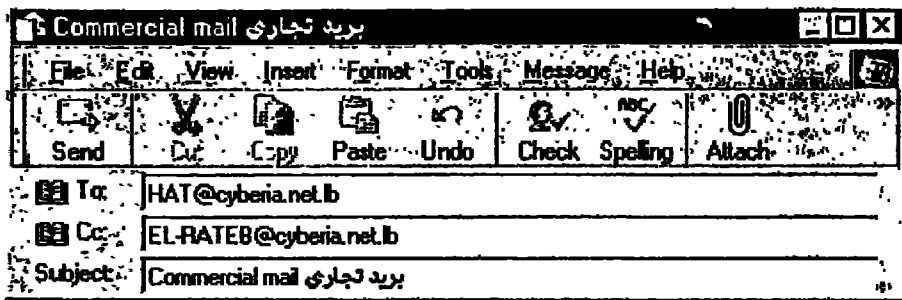 Commercial mail بريد تجاري
File Edit View Insert Format Tools Message Help
Send Cut Copy Paste Undo ABC Check Spelling Attach »
To: HAT@cyberia.net.lb
Cc: EL-RATEB@cyberia.net.lb
Subject: Commercial mail بريد تجاري